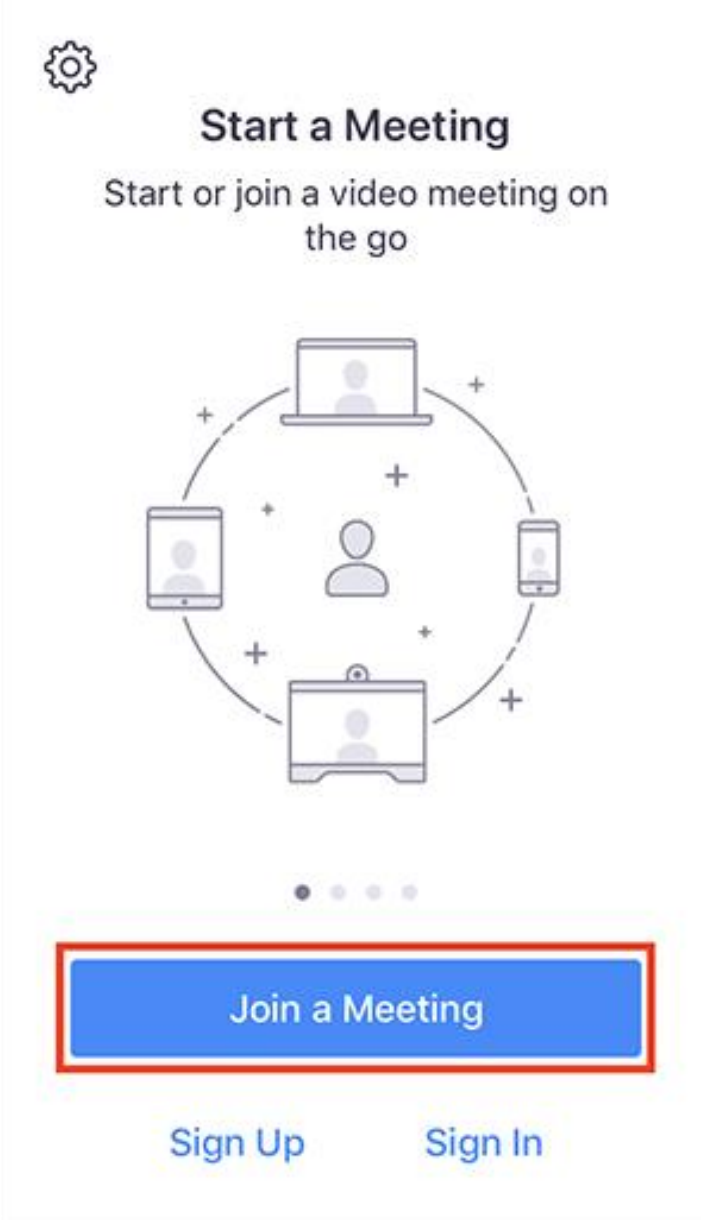 Start a Meeting
Start or join a video meeting on
the go
Join a Meeting
Sign Up
Sign In